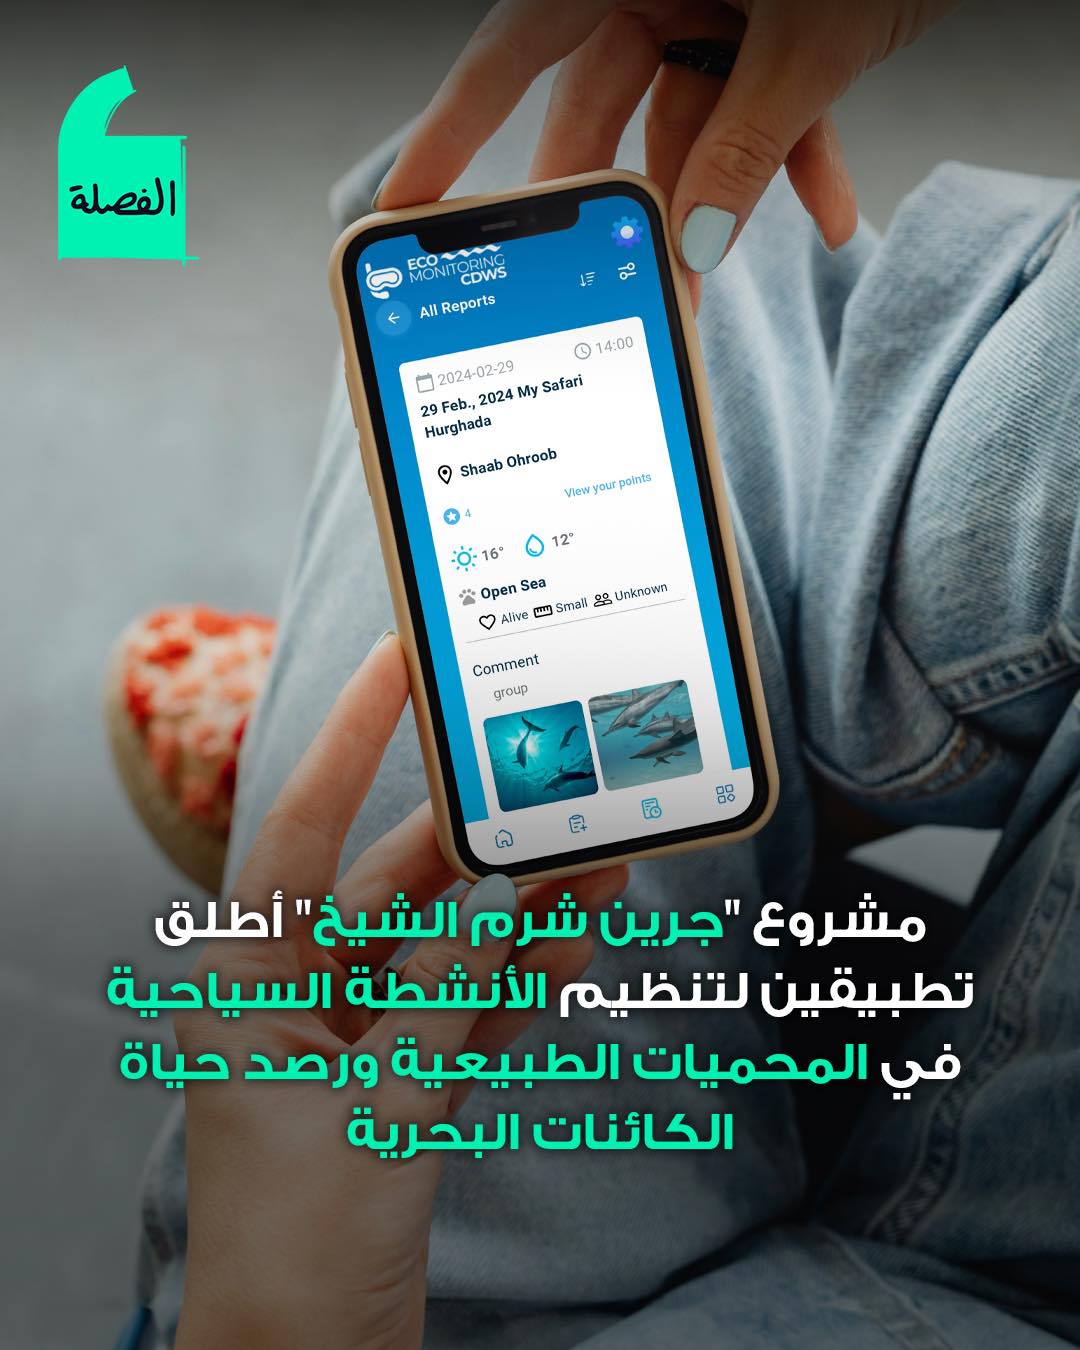 الفصلة
ECO
MONITORING
CDWS
All Reports
2024-02-29
14:00
29 Feb., 2024 My Safari
Hurghada
Shaab Ohroob
View your points
4
16°
12°
Open Sea
Alive
Small
Unknown
Comment
group
مشروع "جرين شرم الشيخ" أطلق
تطبيقين لتنظيم الأنشطة السياحية
في المحميات الطبيعية ورصد حياة
الكائنات البحرية